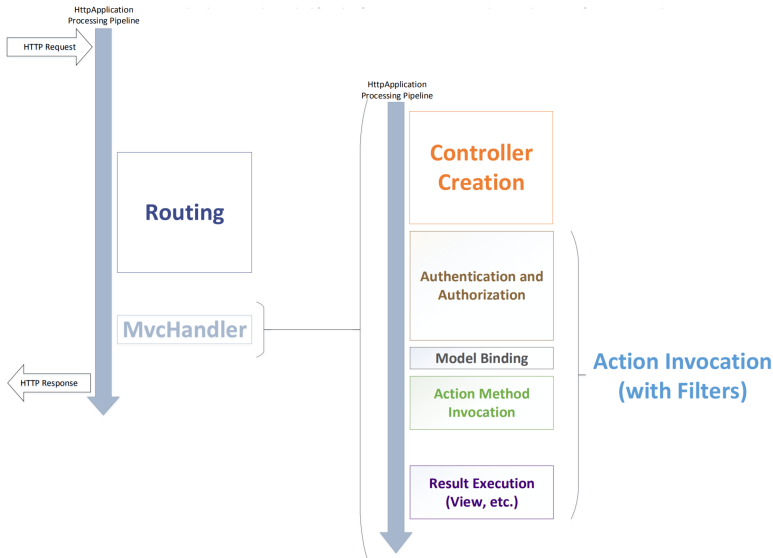 HttpApplication
Processing Pipeline
HTTP Request
Routing
MvcHandler
HTTP Response
HttpApplication
Processing Pipeline
Controller
Creation
Authentication and
Authorization
Model Binding
Action Method
Invocation
Result Execution
(View, etc.)
Action Invocation
(with Filters)